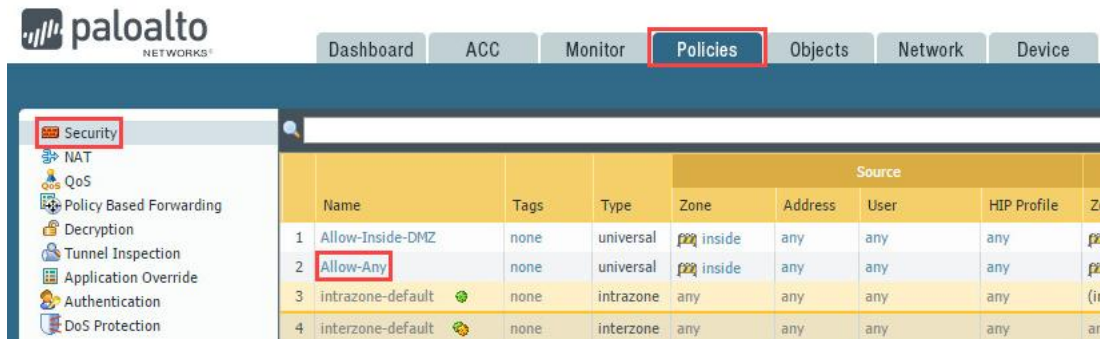 paloalto
NETWORKS®
Dashboard ACC Monitor Policies Objects Network Device
Security
NAT
QoS
Policy Based Forwarding
Decryption
Tunnel Inspection
Application Override
Authentication
DoS Protection
Source
Name Tags Type Zone Address User HIP Profile
1 Allow-Inside-DMZ none universal inside any any any
2 Allow-Any none universal inside any any any
3 intrazone-default none intrazone any any any any
4 interzone-default none interzone any any any any